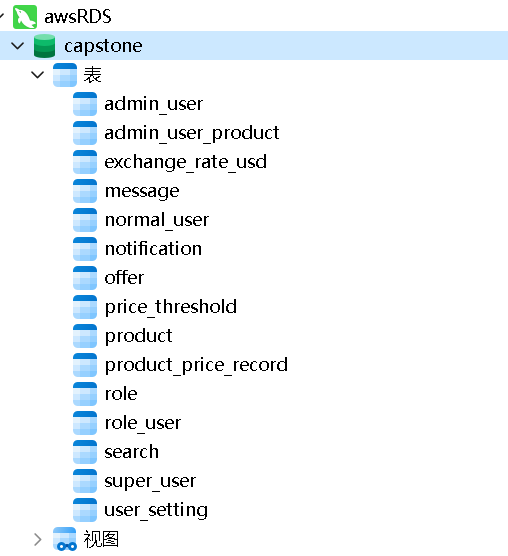 awsRDS
capstone
表
admin_user
admin_user_product
exchange_rate_usd
message
normal_user
notification
offer
price_threshold
product
product_price_record
role
role_user
search
super_user
user_setting
视图